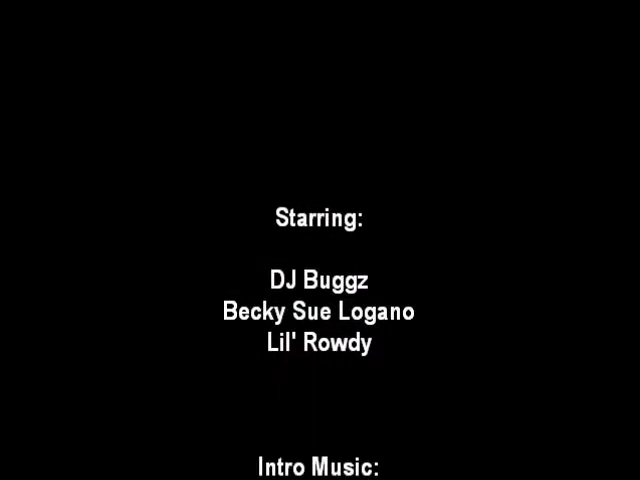 Starring:
DJ Buggz
Becky Sue Logano
Lil' Rowdy
Intro Music: